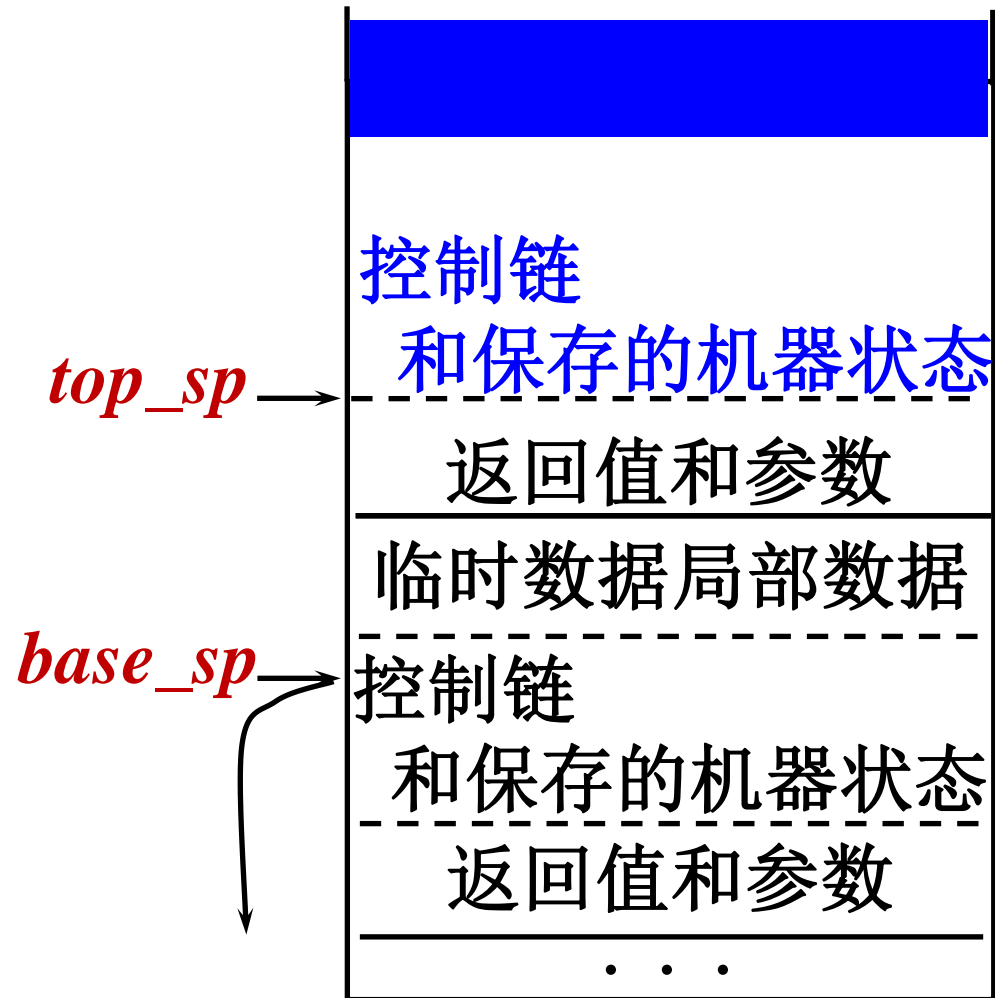 控制链
和保存的机器状态
top_sp
返回值和参数
临时数据局部数据
base_sp
控制链
和保存的机器状态
返回值和参数
. . .